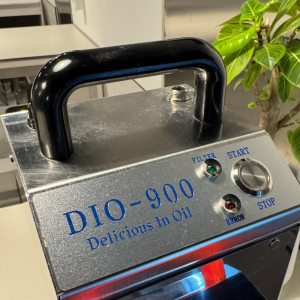 FILTER START
DIO-900
Delicious In Oil
ERROR STOP